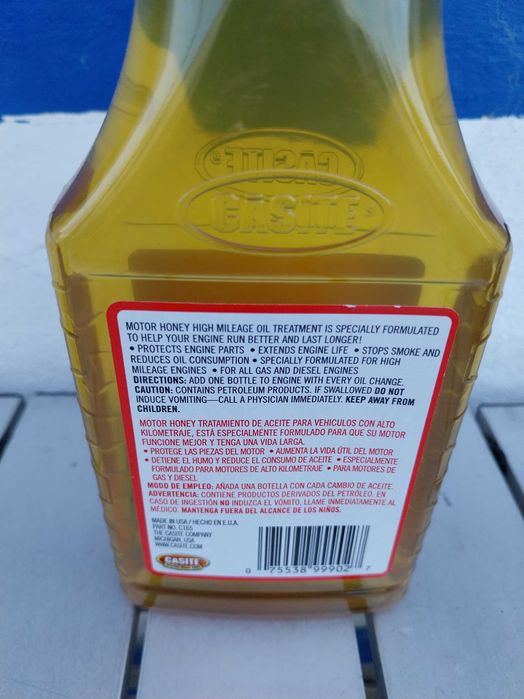 CASITE
CASITE
MOTOR HONEY HIGH MILEAGE OIL TREATMENT IS SPECIALLY FORMULATED
TO HELP YOUR ENGINE RUN BETTER AND LAST LONGER!
• PROTECTS ENGINE PARTS • EXTENDS ENGINE LIFE • STOPS SMOKE AND
REDUCES OIL CONSUMPTION • SPECIALLY FORMULATED FOR HIGH
MILEAGE ENGINES • FOR ALL GAS AND DIESEL ENGINES
DIRECTIONS: ADD ONE BOTTLE TO ENGINE WITH EVERY OIL CHANGE.
CAUTION: CONTAINS PETROLEUM PRODUCTS. IF SWALLOWED DO NOT
INDUCE VOMITING—CALL A PHYSICIAN IMMEDIATELY. KEEP AWAY FROM
CHILDREN.
MOTOR HONEY TRATAMIENTO DE ACEITE PARA VEHICULOS CON ALTO
KILOMETRAJE, ESTÁ ESPECIALMENTE FORMULADO PARA QUE SU MOTOR
FUNCIONE MEJOR Y TENGA UNA VIDA LARGA.
• PROTEGE LAS PIEZAS DEL MOTOR • AUMENTA LA VIDA ÚTIL DEL MOTOR
• DETIENE EL HUMO Y REDUCE EL CONSUMO DE ACEITE • ESPECIALMENTE
FORMULADO PARA MOTORES DE ALTO KILOMETRAJE • PARA MOTORES DE
GAS Y DIESEL
MODO DE EMPLEO: AÑADA UNA BOTELLA CON CADA CAMBIO DE ACEITE.
ADVERTENCIA: CONTIENE PRODUCTOS DERIVADOS DEL PETRÓLEO, EN
CASO DE INGESTIÓN NO INDUZCA EL VÓMITO, LLAME INMEDIATAMENTE AL
MÉDICO. MANTENGA FUERA DEL ALCANCE DE LOS NIÑOS.
MADE IN USA / HECHO EN E.U.A.
PART NO. C165
THE CASITE COMPANY
MICHIGAN, USA
WWW.CASITE.COM
CASITE
0 75538 99902 7